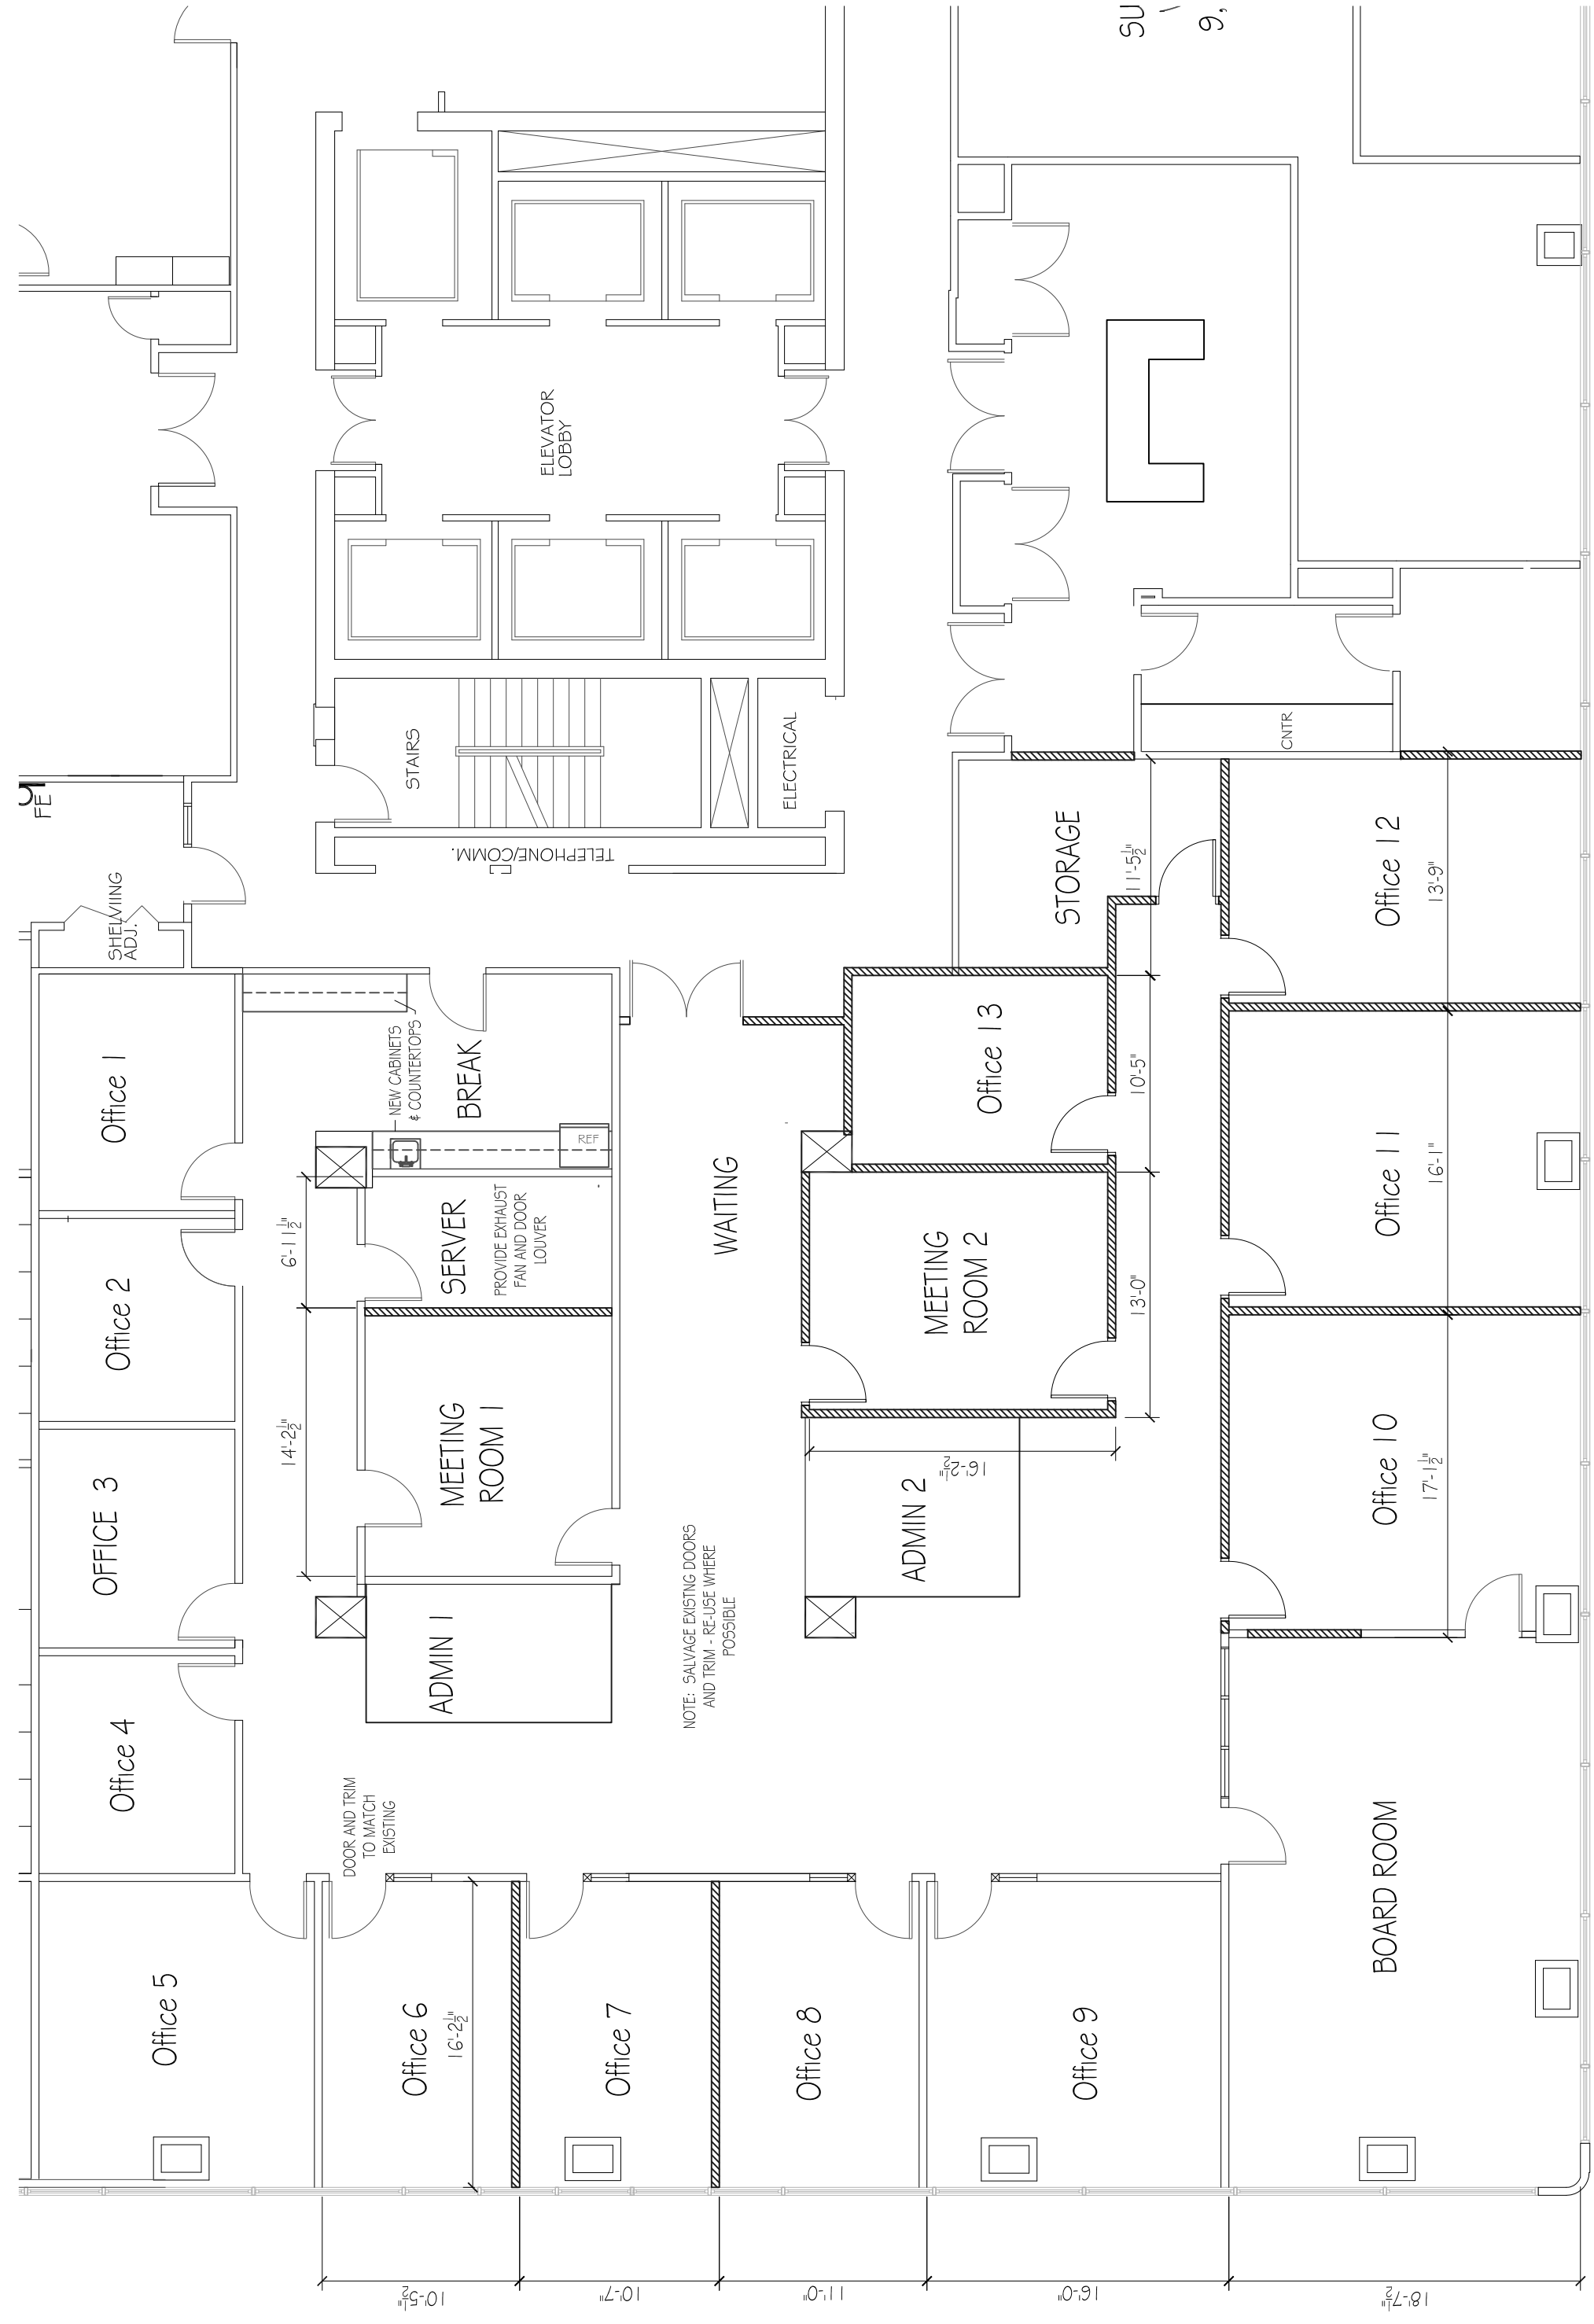 SU
9,
ELEVATOR
LOBBY
FE
STAIRS
ELECTRICAL
CNTR
TELEPHONE/COMM.
SHELVIING
ADJ.
STORAGE
11'-5½"
Office 12
13'-9"
Office 1
NEW CABINETS
& COUNTERTOPS
BREAK
REF
Office 13
10'-5"
Office 2
6'-11½"
SERVER
PROVIDE EXHAUST
FAN AND DOOR
LOUVER
WAITING
MEETING
ROOM 2
13'-0"
Office 11
16'-1"
OFFICE 3
14'-2½"
MEETING
ROOM 1
16'-2½"
ADMIN 2
Office 10
17'-1½"
Office 4
ADMIN 1
NOTE: SALVAGE EXISTNG DOORS
AND TRIM - RE-USE WHERE
POSSIBLE
DOOR AND TRIM
TO MATCH
EXISTING
BOARD ROOM
Office 5
Office 6
16'-2½"
Office 7
Office 8
Office 9
10'-5½"
10'-7"
11'-0"
16'-0"
18'-7½"